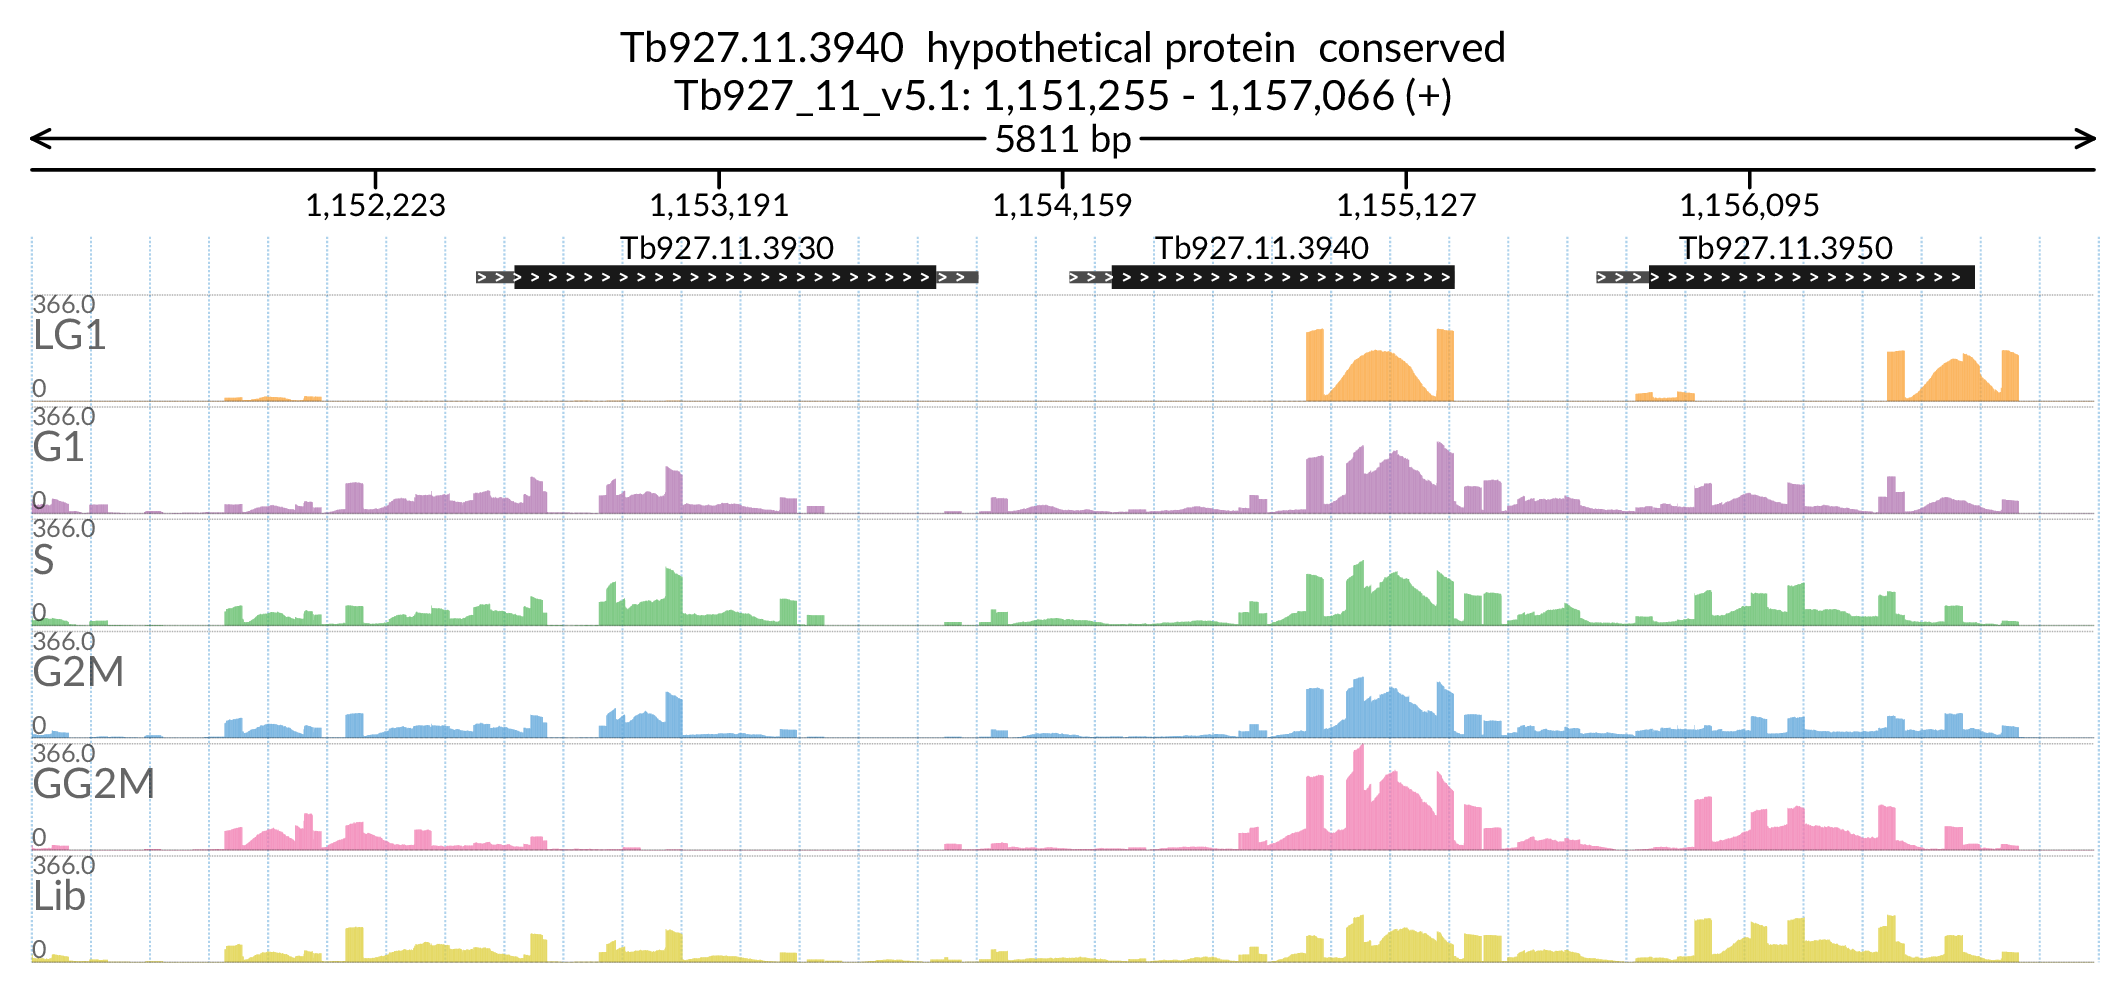 Tb927.11.3940  hypothetical protein  conserved
Tb927_11_v5.1: 1,151,255 - 1,157,066 (+)
5811 bp
1,152,223 1,153,191 1,154,159 1,155,127 1,156,095
Tb927.11.3930 Tb927.11.3940 Tb927.11.3950
366.0
LG1
0
366.0
G1
0
366.0
S
0
366.0
G2M
0
366.0
GG2M
0
366.0
Lib
0